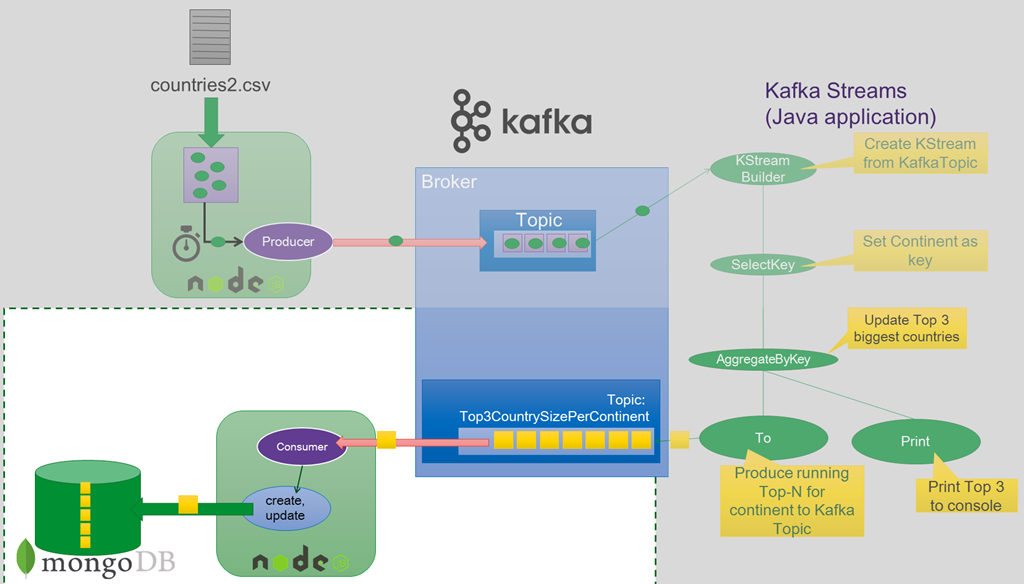 countries2.csv
Producer
node
JS
kafka
Broker
Topic
Kafka Streams
(Java application)
KStream
Builder
Create KStream
from KafkaTopic
SelectKey
Set Continent as
key
AggregateByKey
Update Top 3
biggest countries
Topic:
Top3CountrySizePerContinent
To
Print
Produce running
Top-N for
continent to Kafka
Topic
Print Top 3
to console
Consumer
create,
update
node
JS
mongoDB